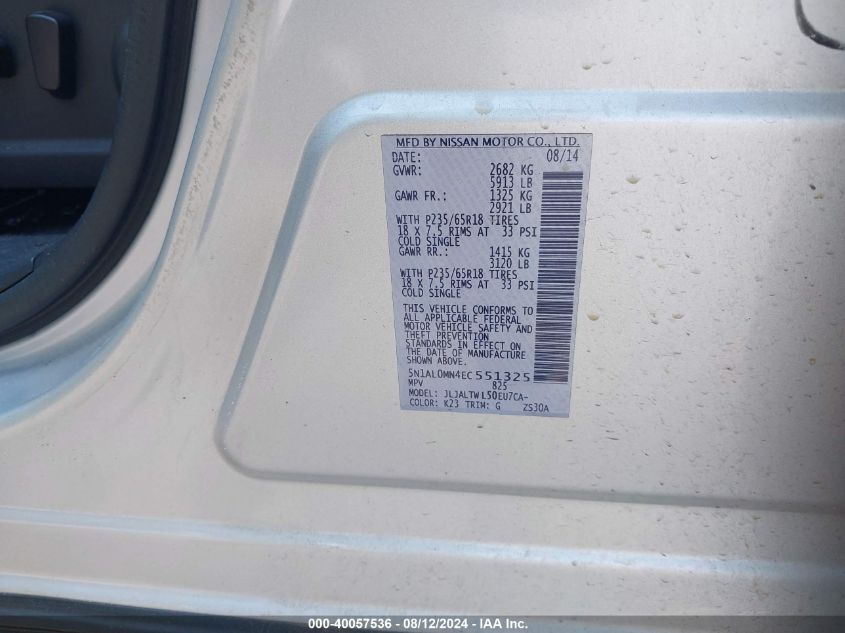 MFD BY NISSAN MOTOR CO., LTD.
DATE: 08/14
GVWR: 2682 KG
5913 LB
GAWR FR.: 1325 KG
2921 LB
WITH P235/65R18 TIRES
18 X 7.5 RIMS AT 33 PSI
COLD SINGLE
GAWR RR.: 1415 KG
3120 LB
WITH P235/65R18 TIRES
18 X 7.5 RIMS AT 33 PSI
COLD SINGLE
THIS VEHICLE CONFORMS TO
ALL APPLICABLE FEDERAL
MOTOR VEHICLE SAFETY AND
THEFT PREVENTION
STANDARDS IN EFFECT ON
THE DATE OF MANUFACTURE
SHOWN ABOVE.
5N1AL0MN4EC551325
MPV 825
MODEL: JLJALTWL50EU7CA-
COLOR: K23 TRIM: G ZS30A
000-40057536 - 08/12/2024 - IAA Inc.